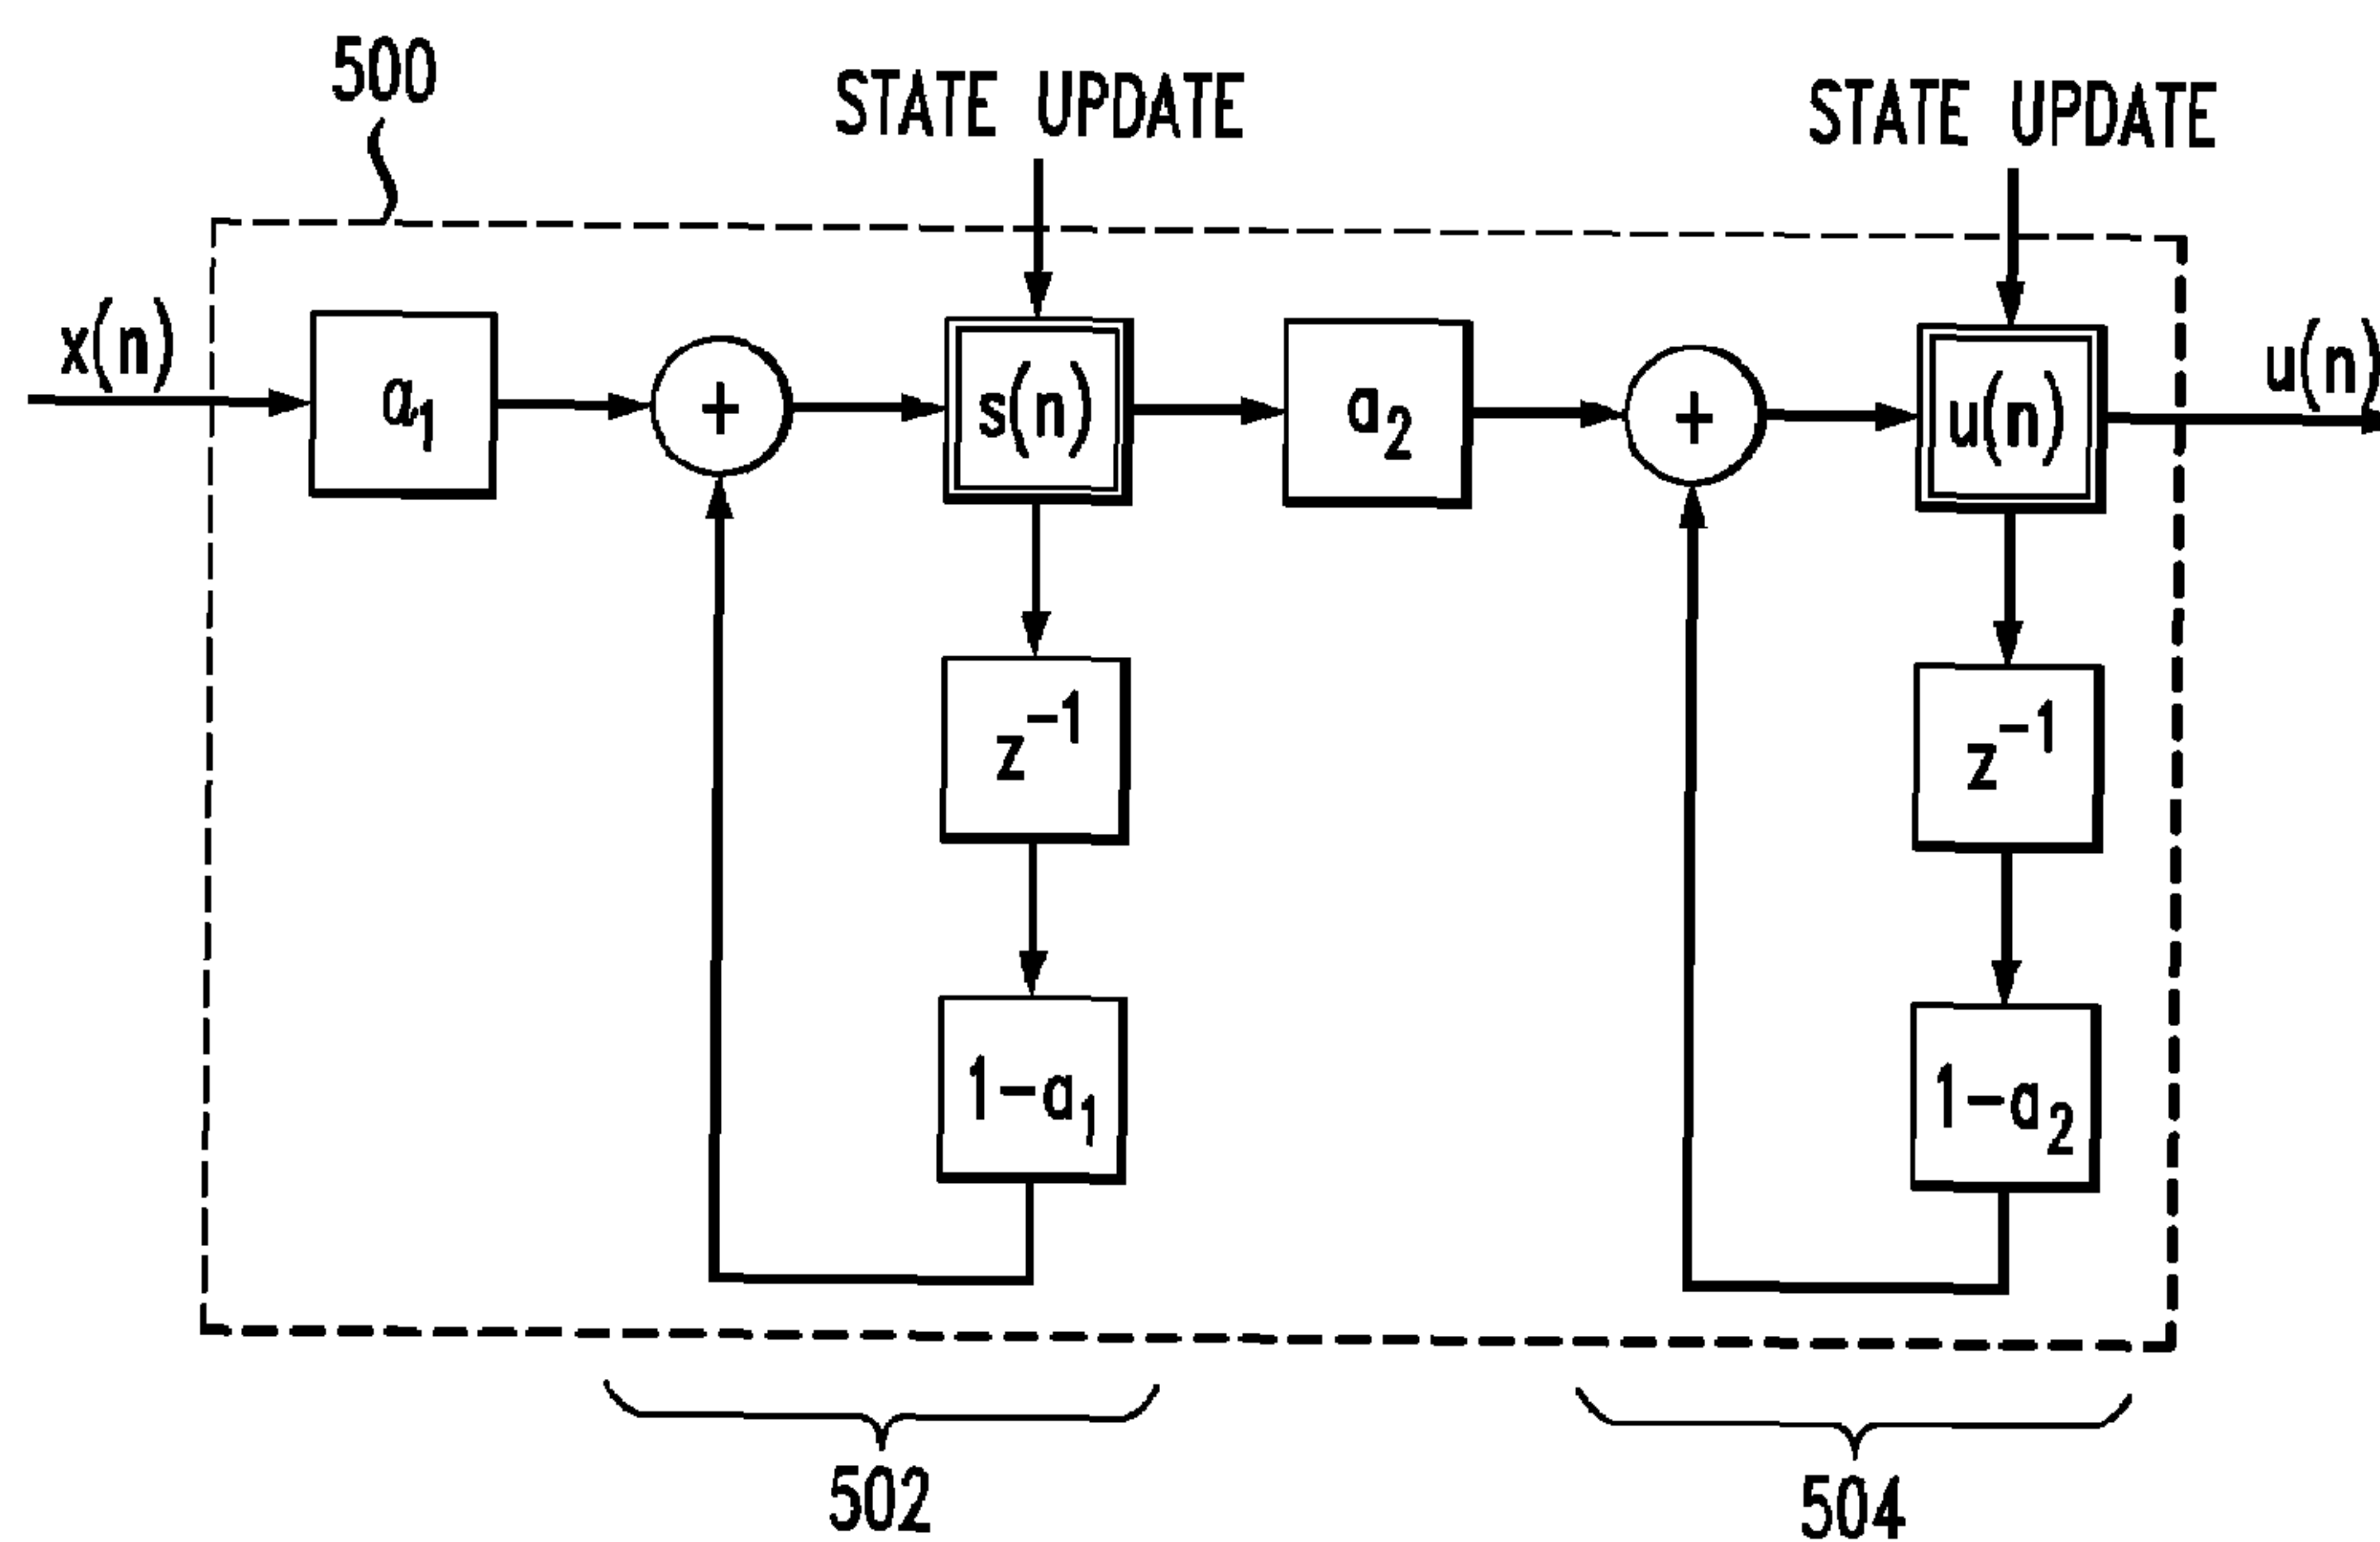 500
STATE UPDATE
STATE UPDATE
x(n)
a₁
+
s(n)
a₂
+
u(n)
u(n)
z⁻¹
z⁻¹
1−a₁
1−a₂
502
504